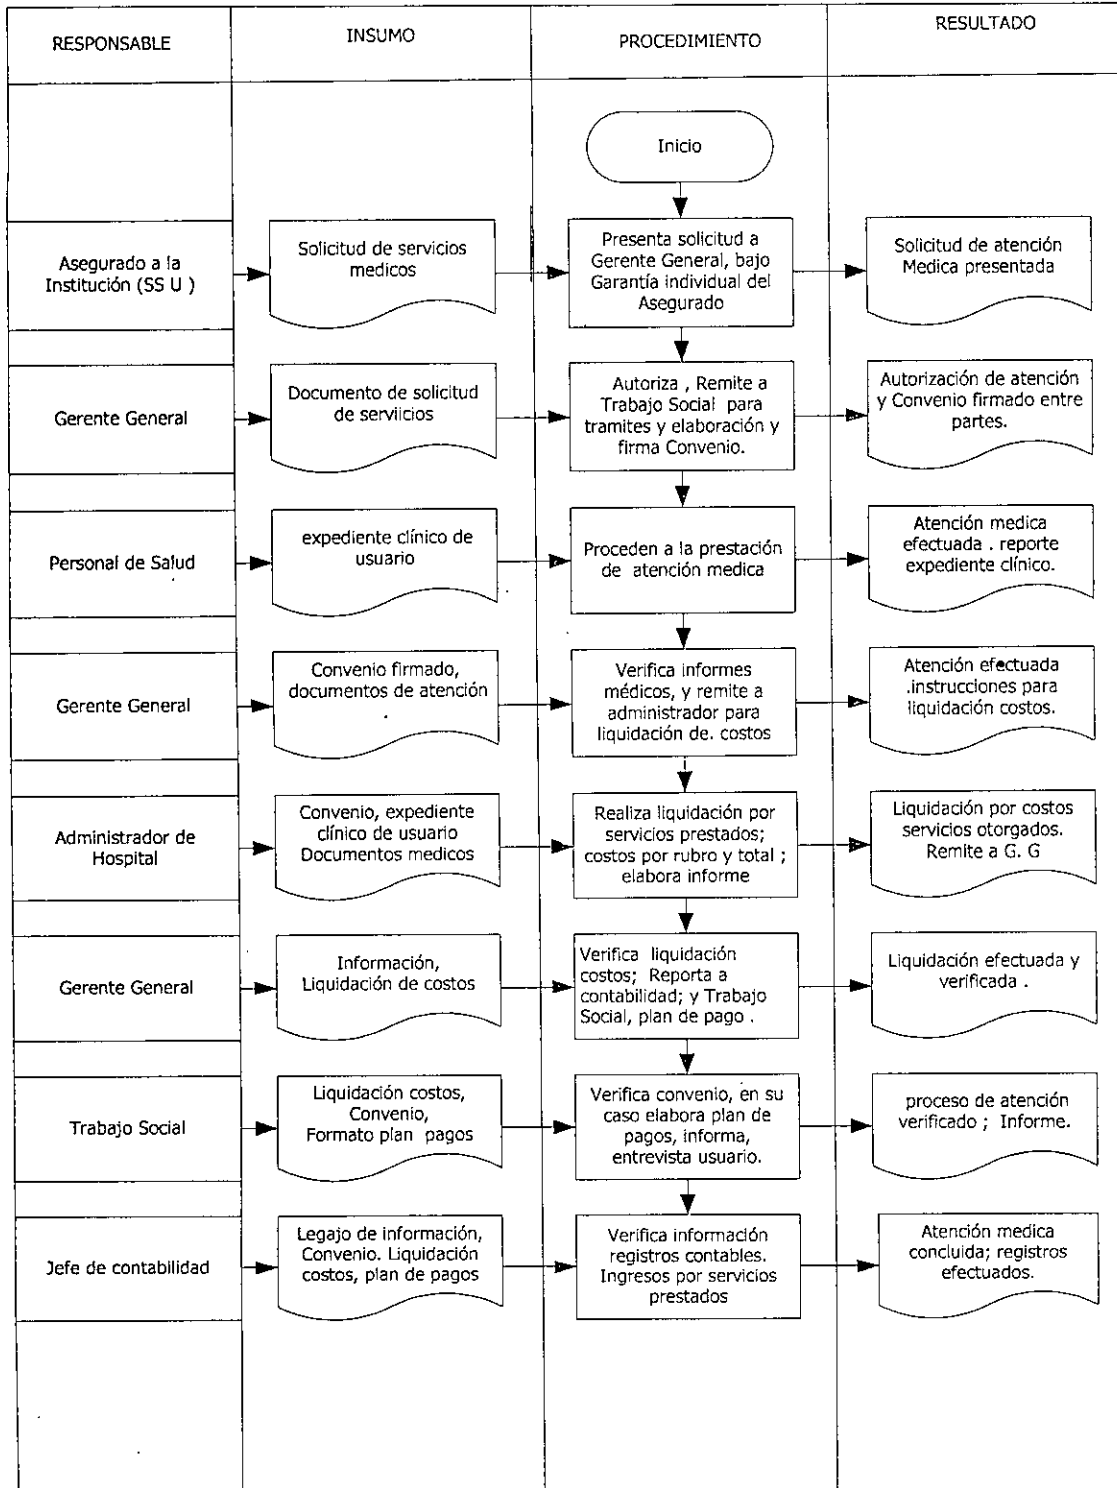 RESPONSABLE
INSUMO
PROCEDIMIENTO
RESULTADO
Inicio
Asegurado a la
Institución (SS U )
Solicitud de servicios
medicos
Presenta solicitud a
Gerente General, bajo
Garantía individual del
Asegurado
Solicitud de atención
Medica presentada
Gerente General
Documento de solicitud
de serviicios
Autoriza , Remite a
Trabajo Social para
tramites y elaboración y
firma Convenio.
Autorización de atención
y Convenio firmado entre
partes.
Personal de Salud
expediente clínico de
usuario
Proceden a la prestación
de atención medica
Atención medica
efectuada . reporte
expediente clínico.
Gerente General
Convenio firmado,
documentos de atención
Verifica informes
médicos, y remite a
administrador para
liquidación de. costos
Atención efectuada
.instrucciones para
liquidación costos.
Administrador de
Hospital
Convenio, expediente
clínico de usuario
Documentos medicos
Realiza liquidación por
servicios prestados;
costos por rubro y total ;
elabora informe
Liquidación por costos
servicios otorgados.
Remite a G. G
Gerente General
Información,
Liquidación de costos
Verifica liquidación
costos; Reporta a
contabilidad; y Trabajo
Social, plan de pago .
Liquidación efectuada y
verificada .
Trabajo Social
Liquidación costos,
Convenio,
Formato plan pagos
Verifica convenio, en su
caso elabora plan de
pagos, informa,
entrevista usuario.
proceso de atención
verificado ; Informe.
Jefe de contabilidad
Legajo de información,
Convenio. Liquidación
costos, plan de pagos
Verifica información
registros contables.
Ingresos por servicios
prestados
Atención medica
concluida; registros
efectuados.